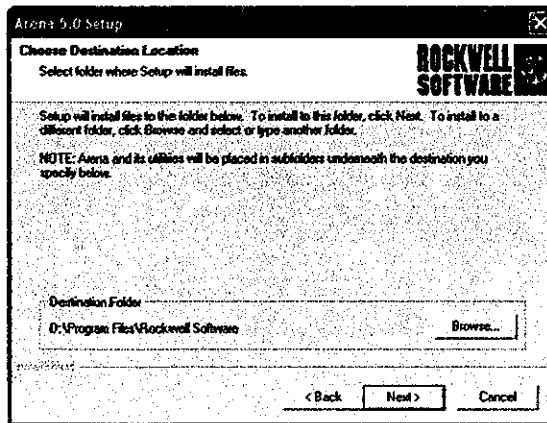 Arena 5.0 Setup
Choose Destination Location
Select folder where Setup will install files.
ROCKWELL
SOFTWARE
Setup will install files to the folder below. To install to this folder, click Next. To install to a
different folder, click Browse and select or type another folder.
NOTE: Arena and its utilities will be placed in subfolders underneath the destination you
specify below.
Destination Folder
D:\Program Files\Rockwell Software
Browse...
< Back
Next >
Cancel